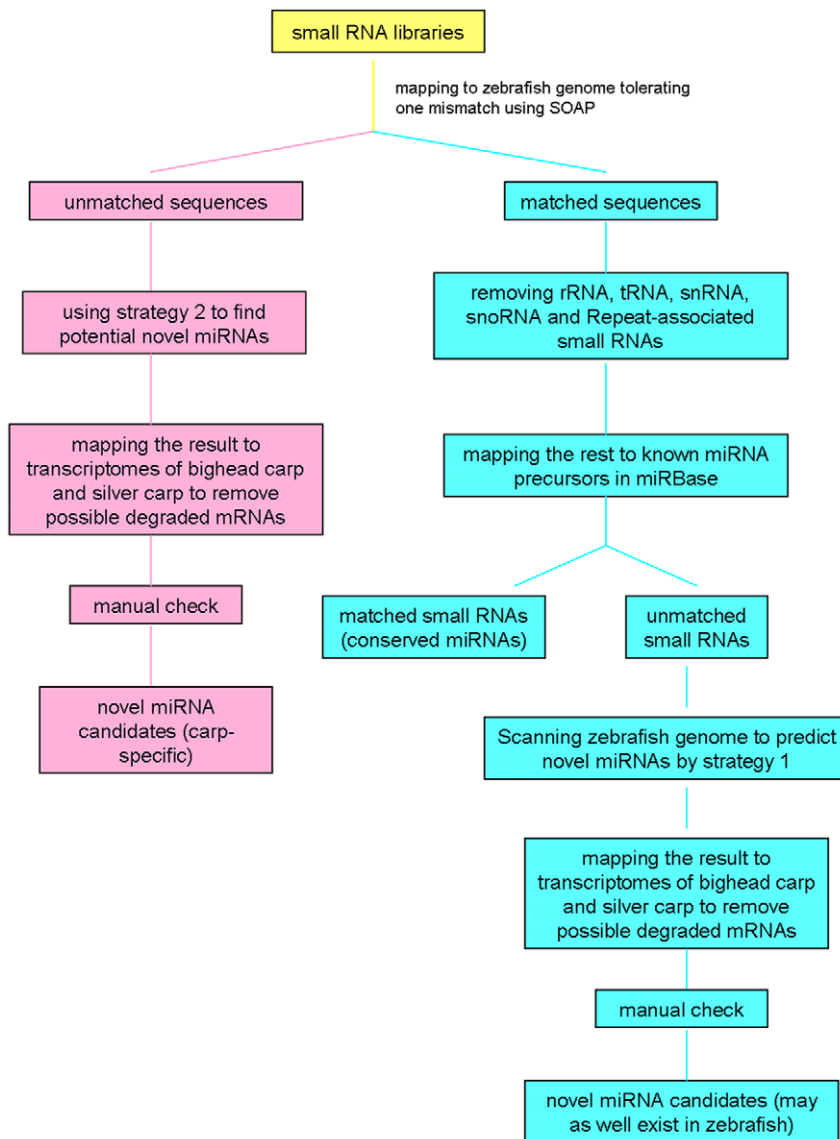 small RNA libraries
mapping to zebrafish genome tolerating
one mismatch using SOAP
unmatched sequences
matched sequences
using strategy 2 to find
potential novel miRNAs
removing rRNA, tRNA, snRNA,
snoRNA and Repeat-associated
small RNAs
mapping the result to
transcriptomes of bighead carp
and silver carp to remove
possible degraded mRNAs
mapping the rest to known miRNA
precursors in miRBase
manual check
matched small RNAs
(conserved miRNAs)
unmatched
small RNAs
novel miRNA
candidates (carp-
specific)
Scanning zebrafish genome to predict
novel miRNAs by strategy 1
mapping the result to
transcriptomes of bighead carp
and silver carp to remove
possible degraded mRNAs
manual check
novel miRNA candidates (may
as well exist in zebrafish)